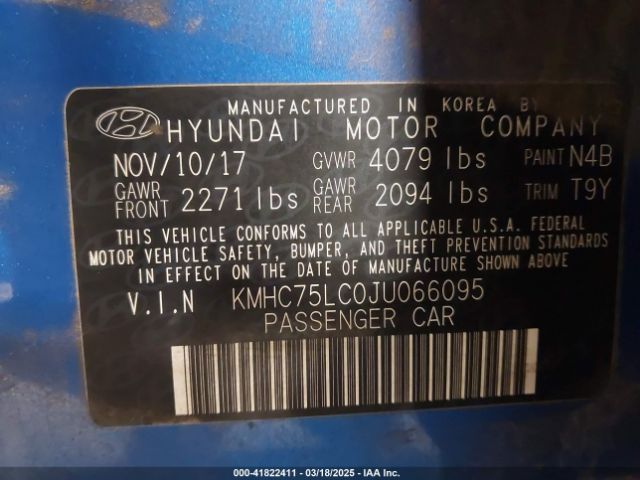 MANUFACTURED IN KOREA BY
HYUNDAI MOTOR COMPANY
NOV/10/17 GVWR 4079 lbs PAINT N4B
GAWR FRONT 2271 lbs GAWR REAR 2094 lbs TRIM T9Y
THIS VEHICLE CONFORMS TO ALL APPLICABLE U.S.A. FEDERAL
MOTOR VEHICLE SAFETY, BUMPER, AND THEFT PREVENTION STANDARDS
IN EFFECT ON THE DATE OF MANUFACTURE SHOWN ABOVE.
V.I.N KMHC75LC0JU066095
PASSENGER CAR
© - 41822411 - 03/18/2025 - IAA Inc.